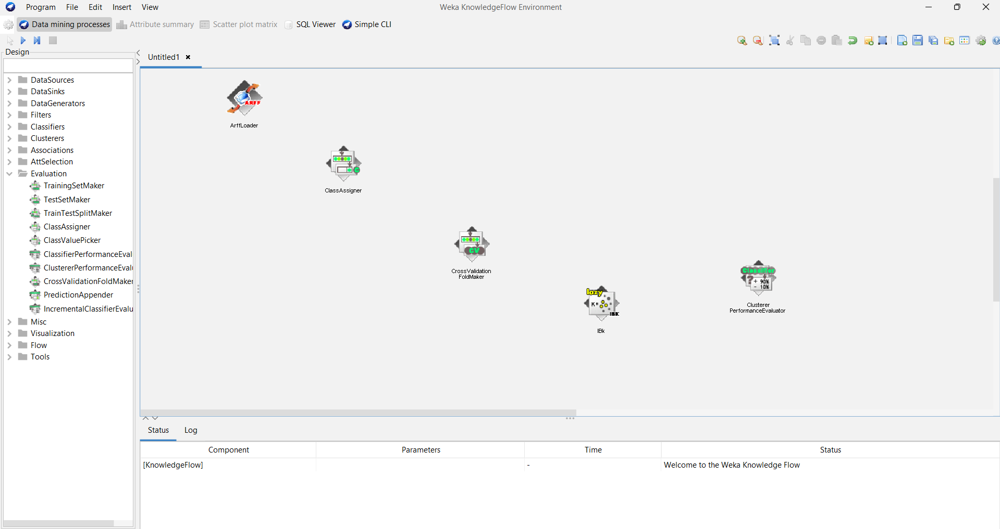 Program File Edit Insert View
Weka KnowledgeFlow Environment
Data mining processes Attribute summary Scatter plot matrix SQL Viewer Simple CLI
Design
Untitled1
DataSources
DataSinks
DataGenerators
Filters
Classifiers
Clusterers
Associations
AttSelection
Evaluation
TrainingSetMaker
TestSetMaker
TrainTestSplitMaker
ClassAssigner
ClassValuePicker
ClassifierPerformanceEval
ClustererPerformanceEvalu
CrossValidationFoldMaker
PredictionAppender
IncrementalClassifierEvalu
Misc
Visualization
Flow
Tools
ARFF
ArffLoader
C
ClassAssigner
CV
CrossValidation
FoldMaker
lazy
K=
IBK
IBk
Classifier
? + 90%
- 10%
Clusterer
PerformanceEvaluator
Status Log
Component Parameters Time Status
[KnowledgeFlow] - Welcome to the Weka Knowledge Flow